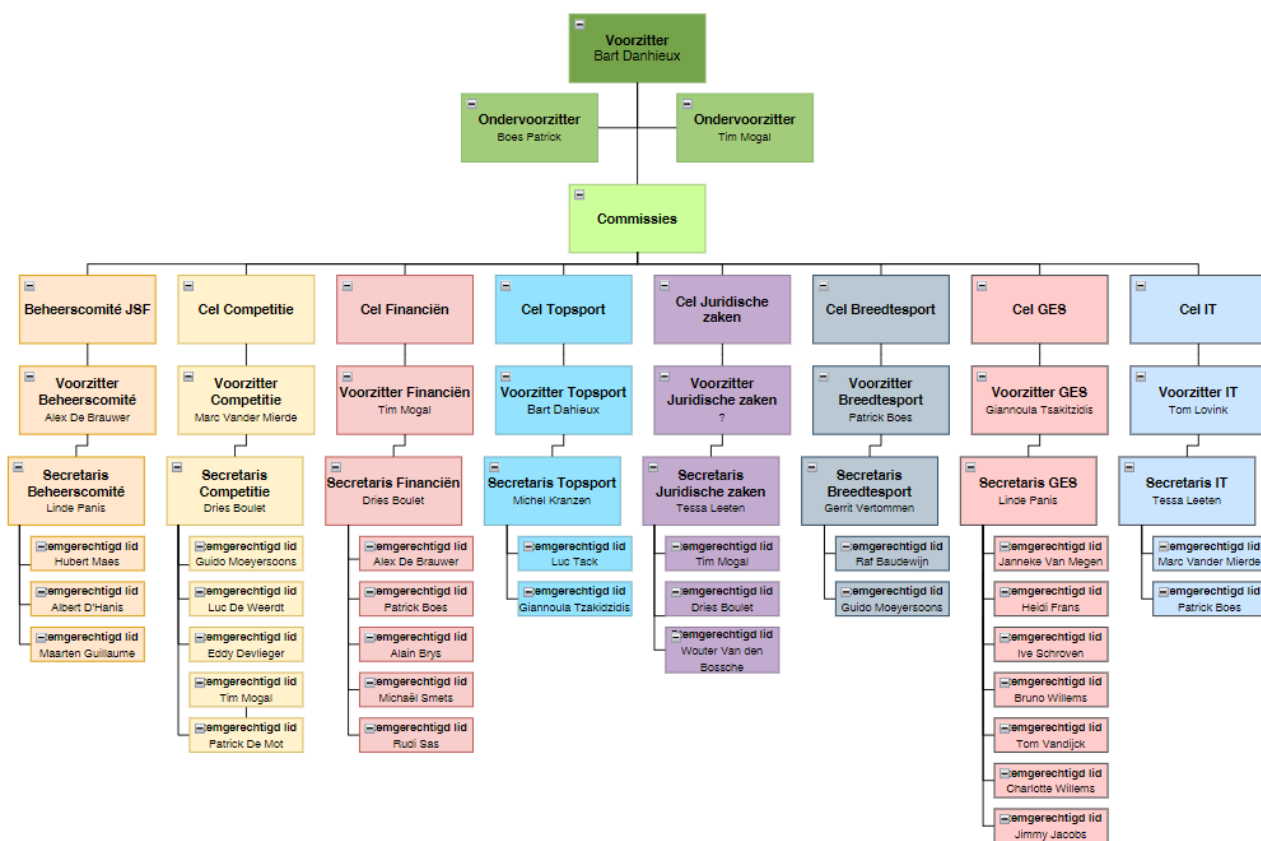 Voorzitter
Bart Danhieux
Ondervoorzitter
Boes Patrick
Ondervoorzitter
Tim Mogal
Commissies
Beheerscomité JSF
Voorzitter
Beheerscomité
Alex De Brauwer
Secretaris
Beheerscomité
Linde Panis
emgerechtigd lid
Hubert Maes
emgerechtigd lid
Albert D'Hanis
emgerechtigd lid
Maarten Guillaume
Cel Competitie
Voorzitter
Competitie
Marc Vander Mierde
Secretaris
Competitie
Dries Boulet
emgerechtigd lid
Guido Moeyersoons
emgerechtigd lid
Luc De Weerdt
emgerechtigd lid
Eddy Devlieger
emgerechtigd lid
Tim Mogal
emgerechtigd lid
Patrick De Mot
Cel Financiën
Voorzitter Financiën
Tim Mogal
Secretaris Financiën
Dries Boulet
emgerechtigd lid
Alex De Brauwer
emgerechtigd lid
Patrick Boes
emgerechtigd lid
Alain Brys
emgerechtigd lid
Michaël Smets
emgerechtigd lid
Rudi Sas
Cel Topsport
Voorzitter Topsport
Bart Dahieux
Secretaris Topsport
Michel Kranzen
emgerechtigd lid
Luc Tack
emgerechtigd lid
Giannoula Tzakidzidis
Cel Juridische
zaken
Voorzitter
Juridische zaken
?
Secretaris
Juridische zaken
Tessa Leeten
emgerechtigd lid
Tim Mogal
emgerechtigd lid
Dries Boulet
emgerechtigd lid
Wouter Van den
Bossche
Cel Breedtesport
Voorzitter
Breedtesport
Patrick Boes
Secretaris
Breedtesport
Gerrit Vertommen
emgerechtigd lid
Raf Baudewijn
emgerechtigd lid
Guido Moeyersoons
Cel GES
Voorzitter GES
Giannoula Tsakitzidis
Secretaris GES
Linde Panis
emgerechtigd lid
Janneke Van Megen
emgerechtigd lid
Heidi Frans
emgerechtigd lid
Ive Schroven
emgerechtigd lid
Bruno Willems
emgerechtigd lid
Tom Vandijck
emgerechtigd lid
Charlotte Willems
emgerechtigd lid
Jimmy Jacobs
Cel IT
Voorzitter IT
Tom Lovink
Secretaris IT
Tessa Leeten
emgerechtigd lid
Marc Vander Mierde
emgerechtigd lid
Patrick Boes